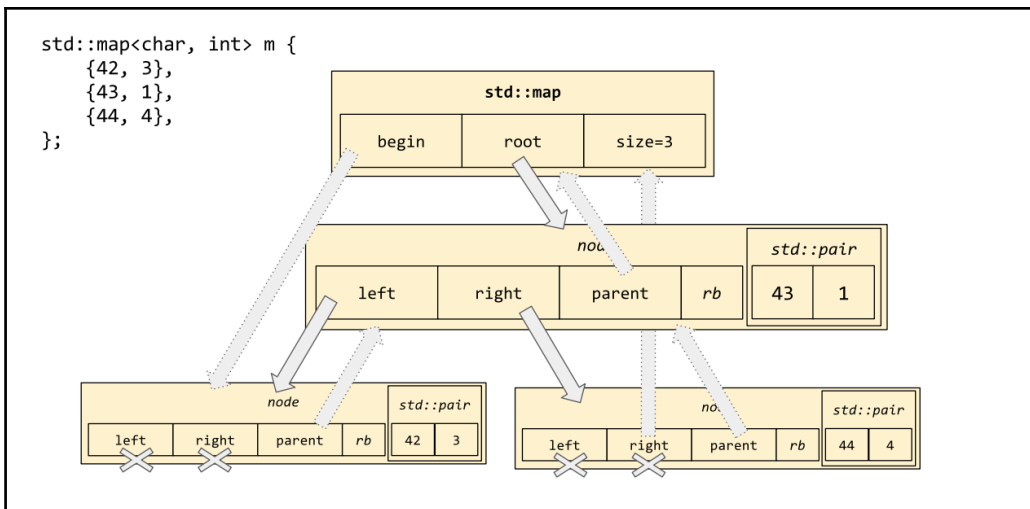 std::map<char, int> m {
{42, 3},
{43, 1},
{44, 4},
};
std::map
begin root size=3
node std::pair
left right parent rb 43 1
node std::pair
left right parent rb 42 3
node std::pair
left right parent rb 44 4